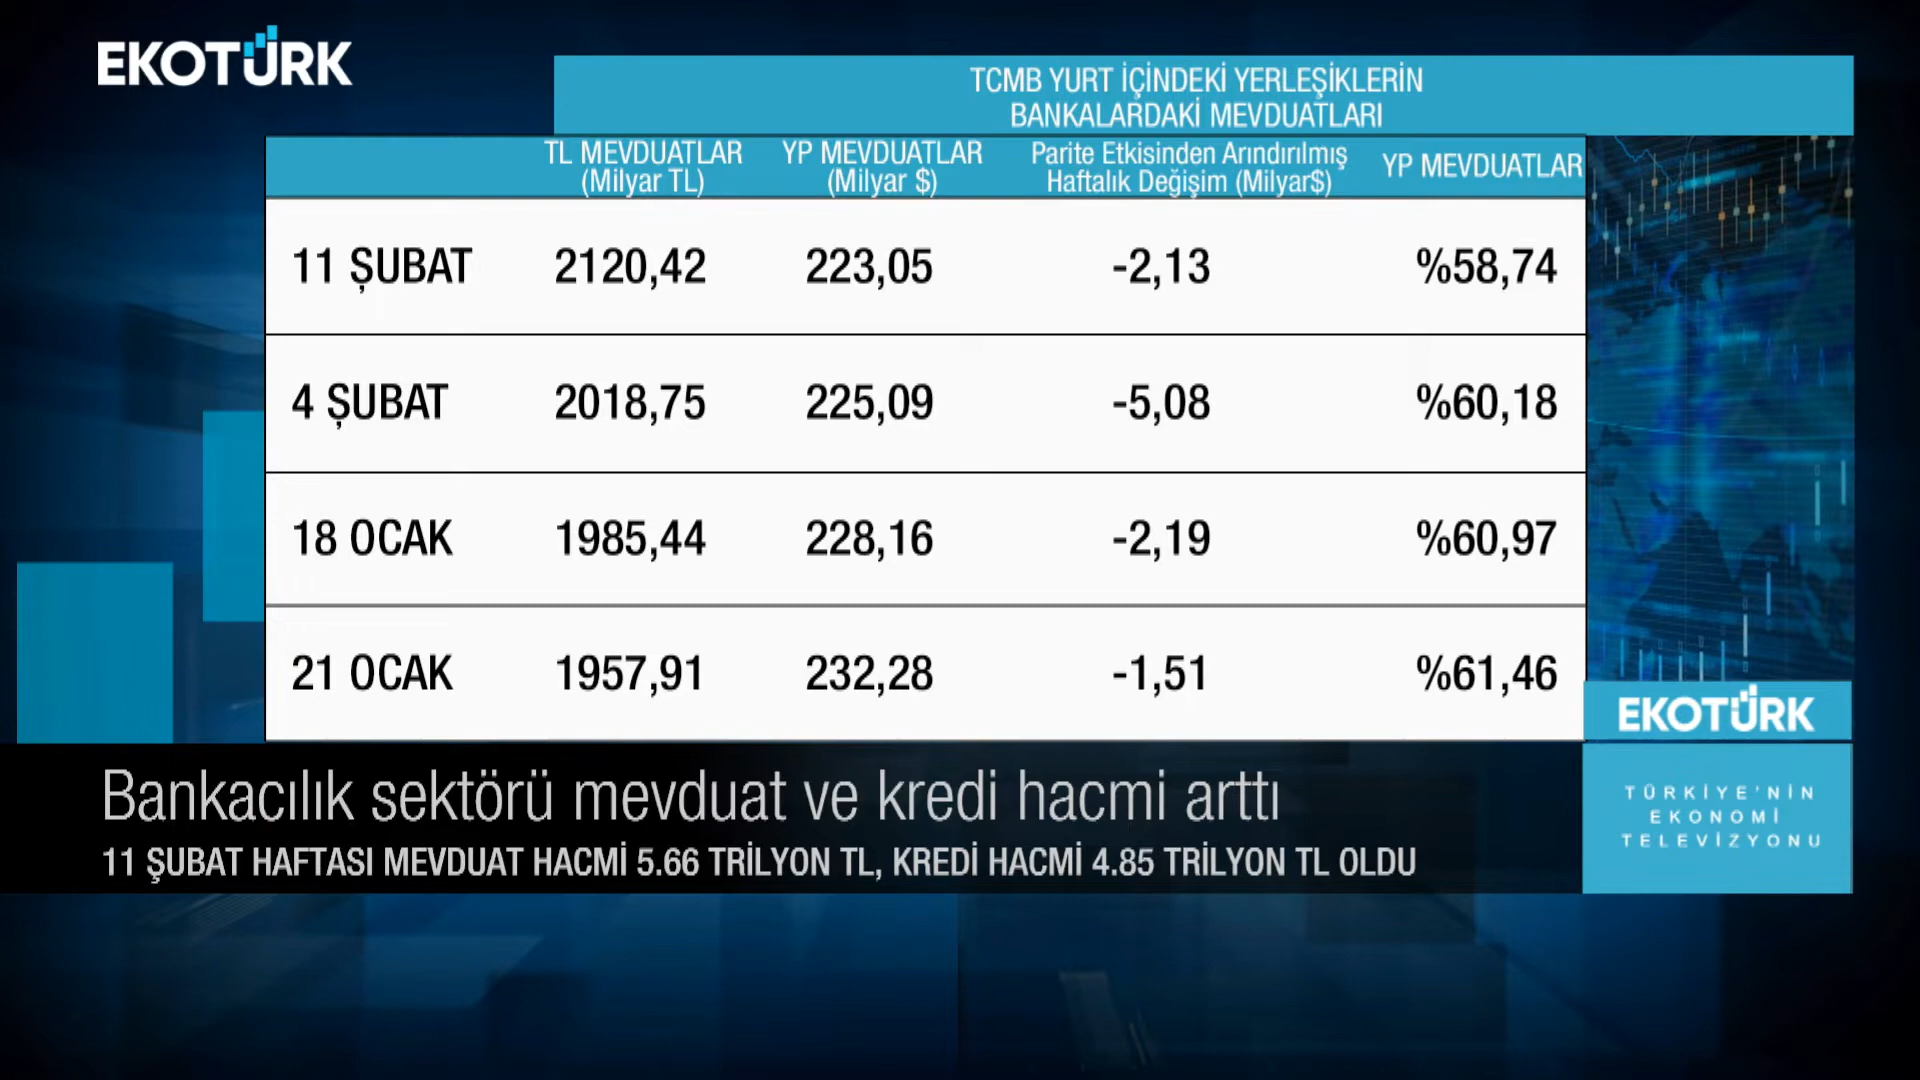 EKOTÜRK
TCMB YURT İÇİNDEKİ YERLEŞİKLERİN
BANKALARDAKİ MEVDUATLARI
TL MEVDUATLAR (Milyar TL) YP MEVDUATLAR (Milyar $) Parite Etkisinden Arındırılmış Haftalık Değişim (Milyar$) YP MEVDUATLAR
11 ŞUBAT 2120,42 223,05 -2,13 %58,74
4 ŞUBAT 2018,75 225,09 -5,08 %60,18
18 OCAK 1985,44 228,16 -2,19 %60,97
21 OCAK 1957,91 232,28 -1,51 %61,46
EKOTÜRK
Bankacılık sektörü mevduat ve kredi hacmi arttı
11 ŞUBAT HAFTASI MEVDUAT HACMİ 5.66 TRİLYON TL, KREDİ HACMİ 4.85 TRİLYON TL OLDU
TÜRKİYE'NİN
EKONOMİ
TELEVİZYONU